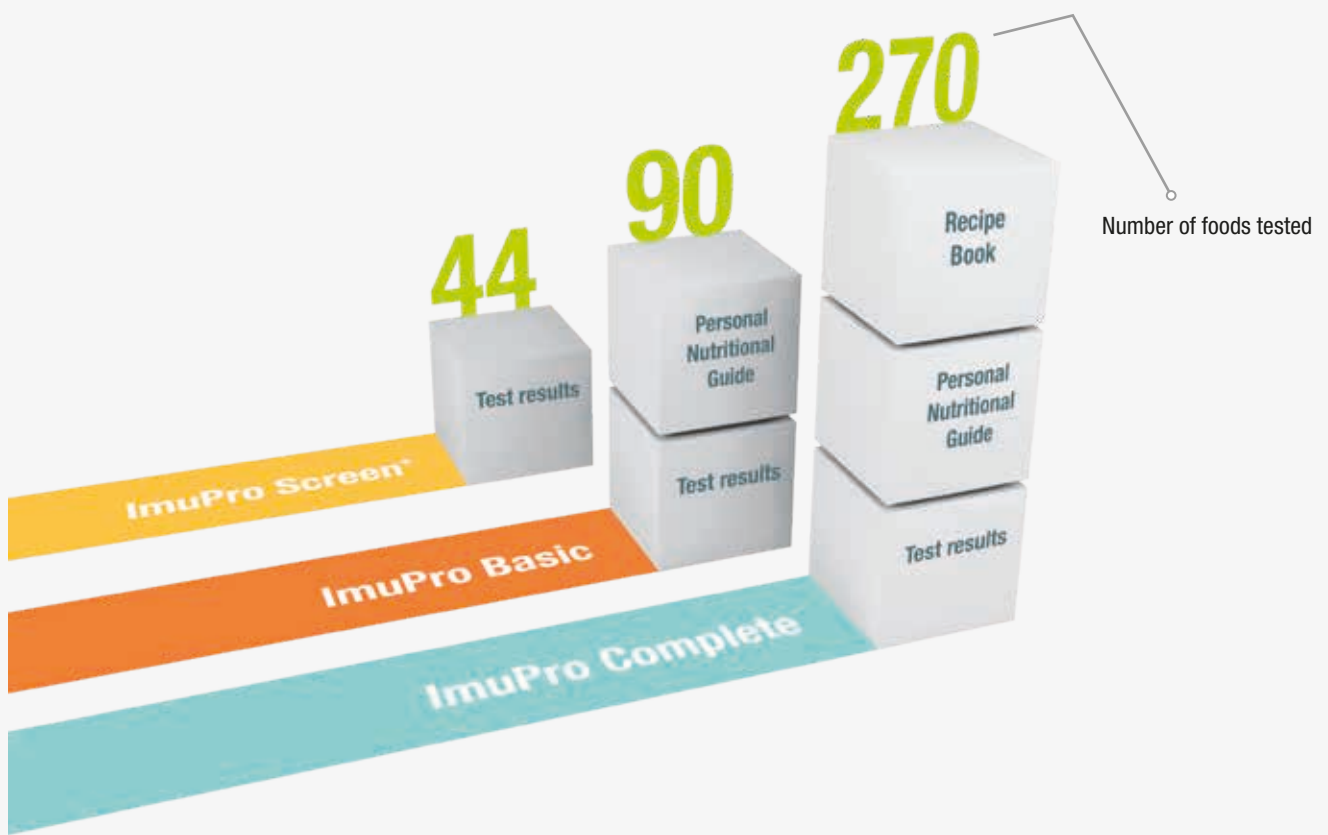 270
Number of foods tested
90
44
Recipe
Book
Personal
Nutritional
Guide
Test results
Personal
Nutritional
Guide
Test results
Test results
ImuPro Screen+
ImuPro Basic
ImuPro Complete